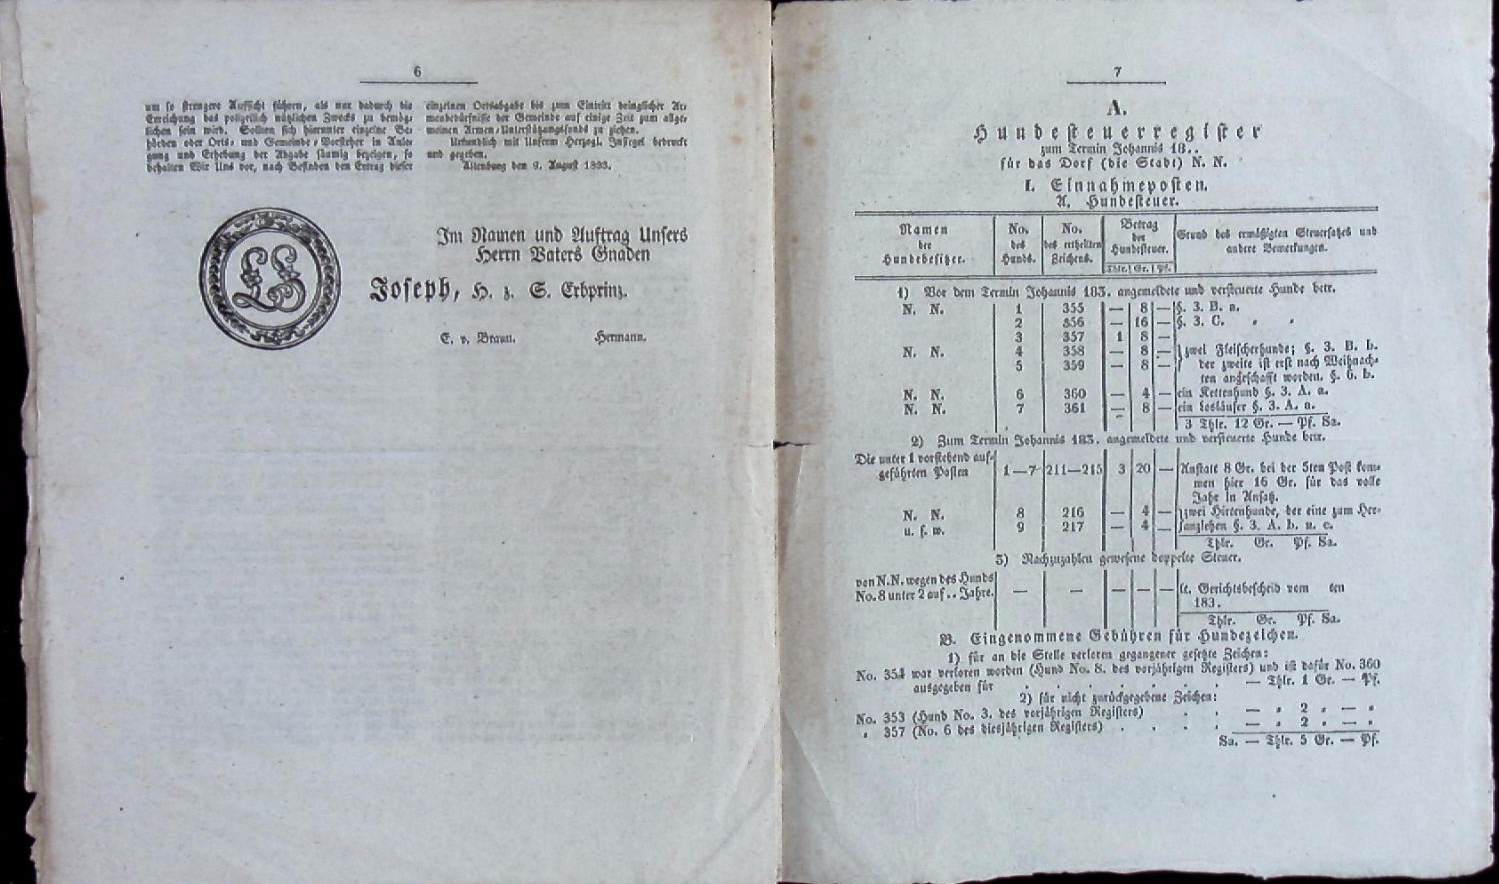 6
um so strengere Aufsicht führen, als nur dadurch die
Erreichung des polizeilich nützlichen Zwecks zu bemög-
lichen sein wird. Sollten sich hierunter einzelne Be-
hörden oder Orts- und Gemeinde-Vorsteher in Anle-
gung und Erhebung der Abgabe säumig bezeigen, so
behalten Wir Uns vor, nach Befinden den Ertrag dieser
einzelnen Ortsabgabe bis zum Eintritt dringlicher Ar-
menbedürfnisse der Gemeinde auf einige Zeit zum allge-
meinen Armen-Unterstützungsfonds zu ziehen.
Urkundlich mit Unserm Herzogl. Insiegel bedruckt
und gegeben.
Altenburg den 9. August 1833.
Im Namen und Auftrag Unsers
Herrn Vaters Gnaden
Joseph, H. z. S. Erbprinz.
E. v. Braun. Hermann.
7
A.
Hundesteuerregister
zum Termin Johannis 18..
für das Dorf (die Stadt) N. N.
I. Einnahmeposten.
A. Hundesteuer.
Namen der Hundebesitzer. No. des Hunds. No. des ertheilten Zeichens. Betrag der Hundesteuer. Thlr. Gr. Pf. Grund des ermäßigten Steuersatzes und andere Bemerkungen.
1) Vor dem Termin Johannis 183. angemeldete und versteuerte Hunde betr.
N. N. 1 355 — 8 — §. 3. B. a.
2 356 — 16 — §. 3. C. " "
3 357 1 8 —
N. N. 4 358 — 8 — zwei Fleischerhunde; §. 3. B. b.
5 359 — 8 — der zweite ist erst nach Weihnach-
ten angeschafft worden. §. 6. b.
N. N. 6 360 — 4 — ein Kettenhund §. 3. A. a.
N. N. 7 361 — 8 — ein Losläufer §. 3. A. a.
3 Thlr. 12 Gr. — Pf. Sa.
2) Zum Termin Johannis 183. angemeldete und versteuerte Hunde betr.
Die unter 1 vorstehend auf-
geführten Posten 1—7 211—215 3 20 — Anstatt 8 Gr. bei der 5ten Post kom-
men hier 16 Gr. für das volle
Jahr in Ansatz.
N. N. 8 216 — 4 — zwei Hirtenhunde, der eine zum Her-
u. s. w. 9 217 — 4 — anziehen §. 3. A. b. u. c.
Thlr. Gr. Pf. Sa.
3) Nachzuzahlen gewesene doppelte Steuer.
von N. N. wegen des Hunds
No. 8 unter 2 auf .. Jahre. — — — — — lt. Gerichtsbescheid vom ten
183.
Thlr. Gr. Pf. Sa.
B. Eingenommene Gebühren für Hundezeichen.
1) für an die Stelle verloren gegangener gesetzte Zeichen:
No. 354 war verloren worden (Hund No. 8. des vorjährigen Registers) und ist dafür No. 360
ausgegeben für . . . . . . — Thlr. 1 Gr. — Pf.
2) für nicht zurückgegebene Zeichen:
No. 353 (Hund No. 3. des vorjährigen Registers) . . — " 2 " — "
" 357 (No. 6 des diesjährigen Registers) . . . . — " 2 " — "
Sa. — Thlr. 5 Gr. — Pf.